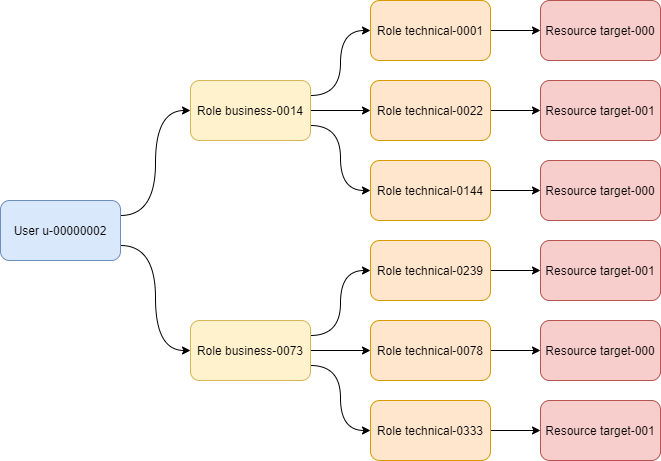 Role technical-0001
Resource target-000
Role business-0014
Role technical-0022
Resource target-001
Role technical-0144
Resource target-000
User u-00000002
Role technical-0239
Resource target-001
Role business-0073
Role technical-0078
Resource target-000
Role technical-0333
Resource target-001